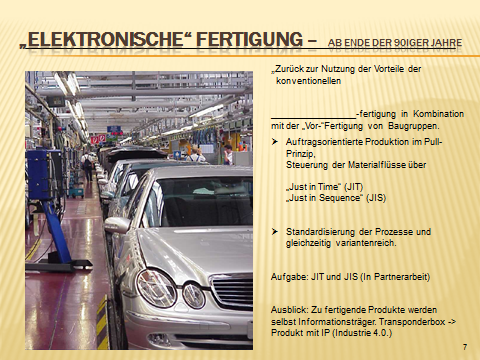 „ELEKTRONISCHE“ FERTIGUNG – AB ENDE DER 90IGER JAHRE
„Zurück zur Nutzung der Vorteile der
konventionellen
________________-fertigung in Kombination
mit der „Vor-“Fertigung von Baugruppen.
➢ Auftragsorientierte Produktion im Pull-
Prinzip,
Steuerung der Materialflüsse über
„Just in Time“ (JIT)
„Just in Sequence“ (JIS)
➢ Standardisierung der Prozesse und
gleichzeitig variantenreich.
Aufgabe: JIT und JIS (In Partnerarbeit)
Ausblick: Zu fertigende Produkte werden
selbst Informationsträger. Transponderbox ->
Produkt mit IP (Industrie 4.0.)
7